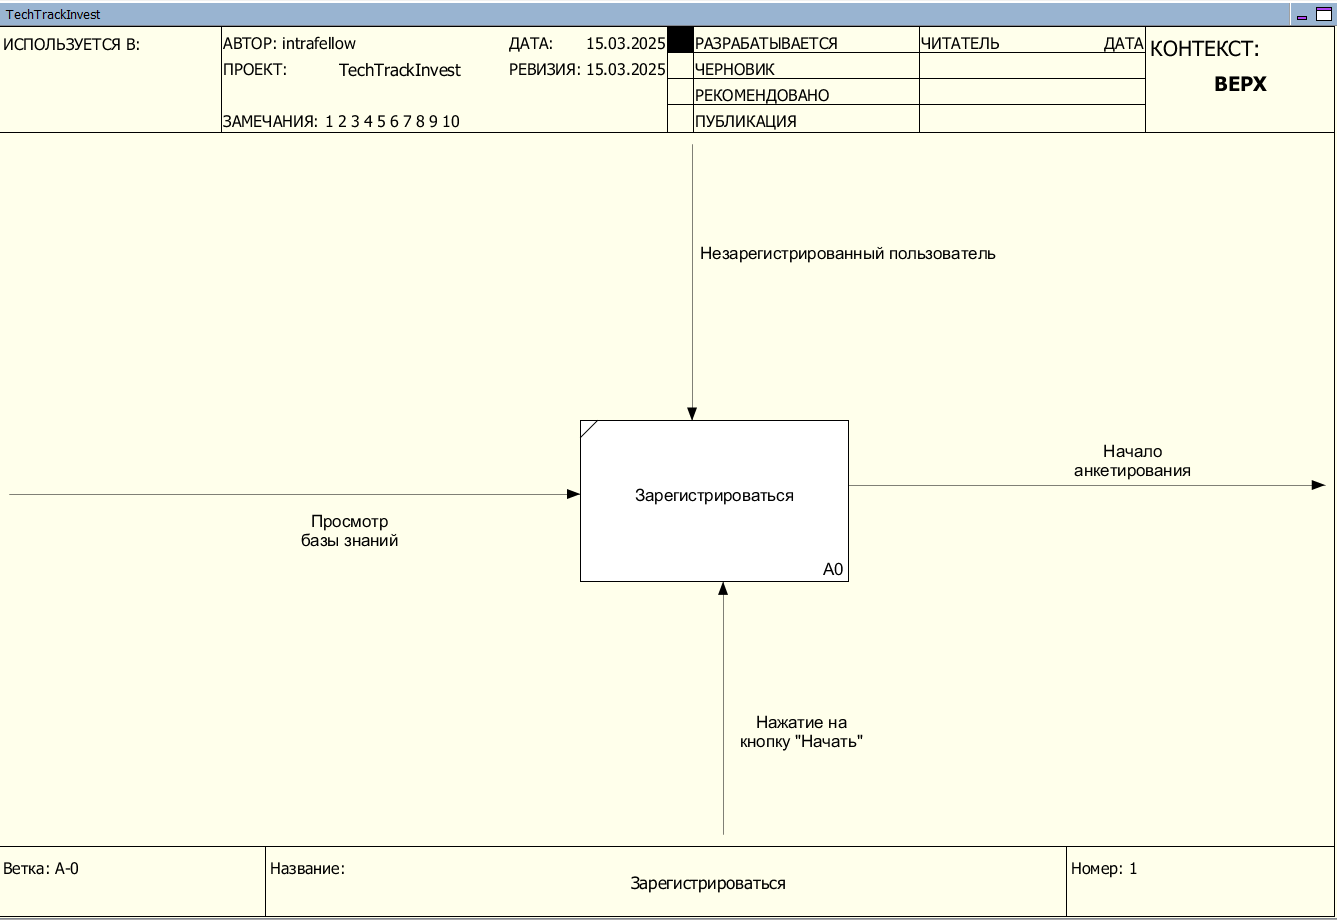 TechTrackInvest
ИСПОЛЬЗУЕТСЯ В:
АВТОР: intrafellow
ДАТА: 15.03.2025
ПРОЕКТ: TechTrackInvest
РЕВИЗИЯ: 15.03.2025
ЗАМЕЧАНИЯ: 1 2 3 4 5 6 7 8 9 10
РАЗРАБАТЫВАЕТСЯ
ЧЕРНОВИК
РЕКОМЕНДОВАНО
ПУБЛИКАЦИЯ
ЧИТАТЕЛЬ
ДАТА
КОНТЕКСТ:
ВЕРХ
Незарегистрированный пользователь
Начало
анкетирования
Зарегистрироваться
Просмотр
базы знаний
A0
Нажатие на
кнопку "Начать"
Ветка: A-0
Название:
Зарегистрироваться
Номер: 1